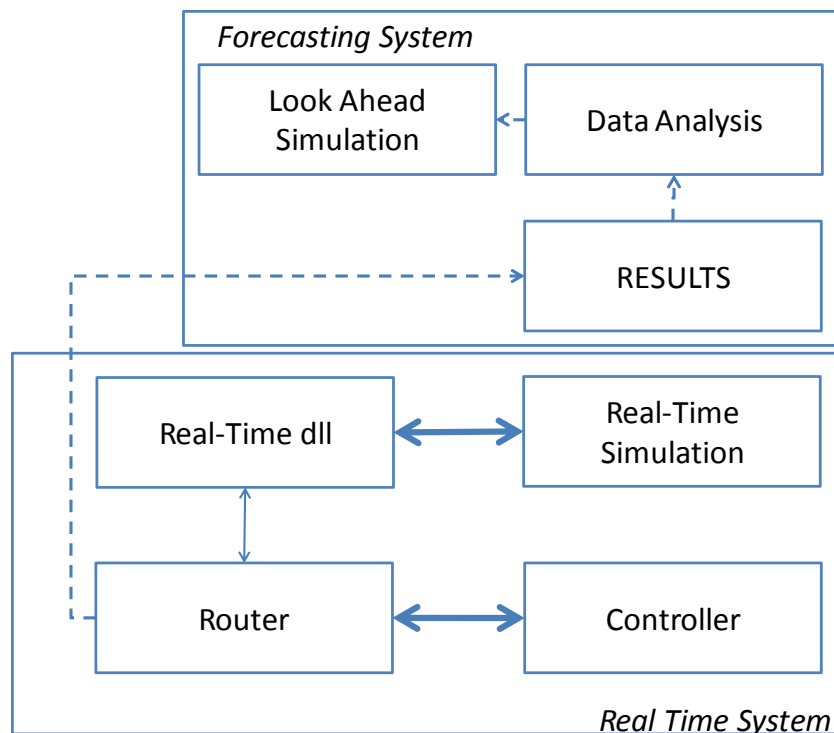 Forecasting System
Look Ahead
Simulation
Data Analysis
RESULTS
Real-Time dll
Real-Time
Simulation
Router
Controller
Real Time System